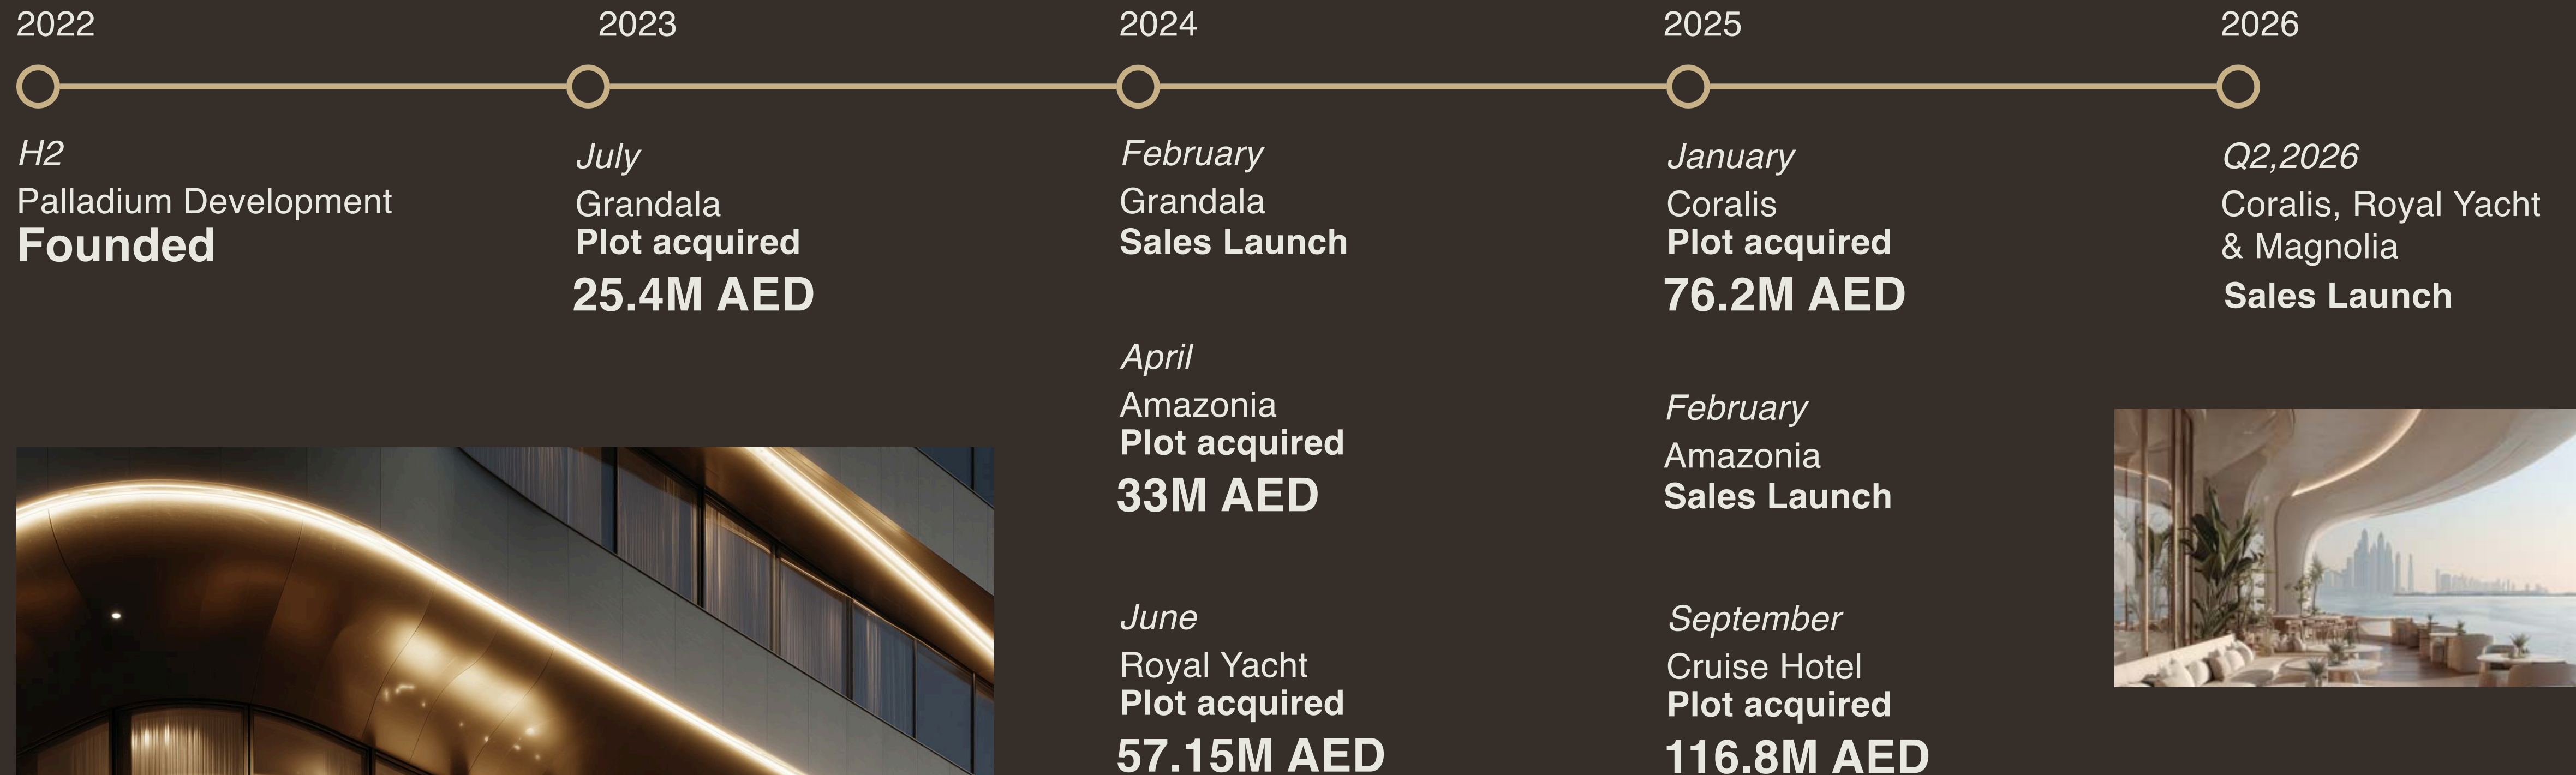 2022
2023
2024
2025
2026
H2
Palladium Development
Founded
July
Grandala
Plot acquired
25.4M AED
February
Grandala
Sales Launch
April
Amazonia
Plot acquired
33M AED
June
Royal Yacht
Plot acquired
57.15M AED
January
Coralis
Plot acquired
76.2M AED
February
Amazonia
Sales Launch
September
Cruise Hotel
Plot acquired
116.8M AED
Q2,2026
Coralis, Royal Yacht
& Magnolia
Sales Launch